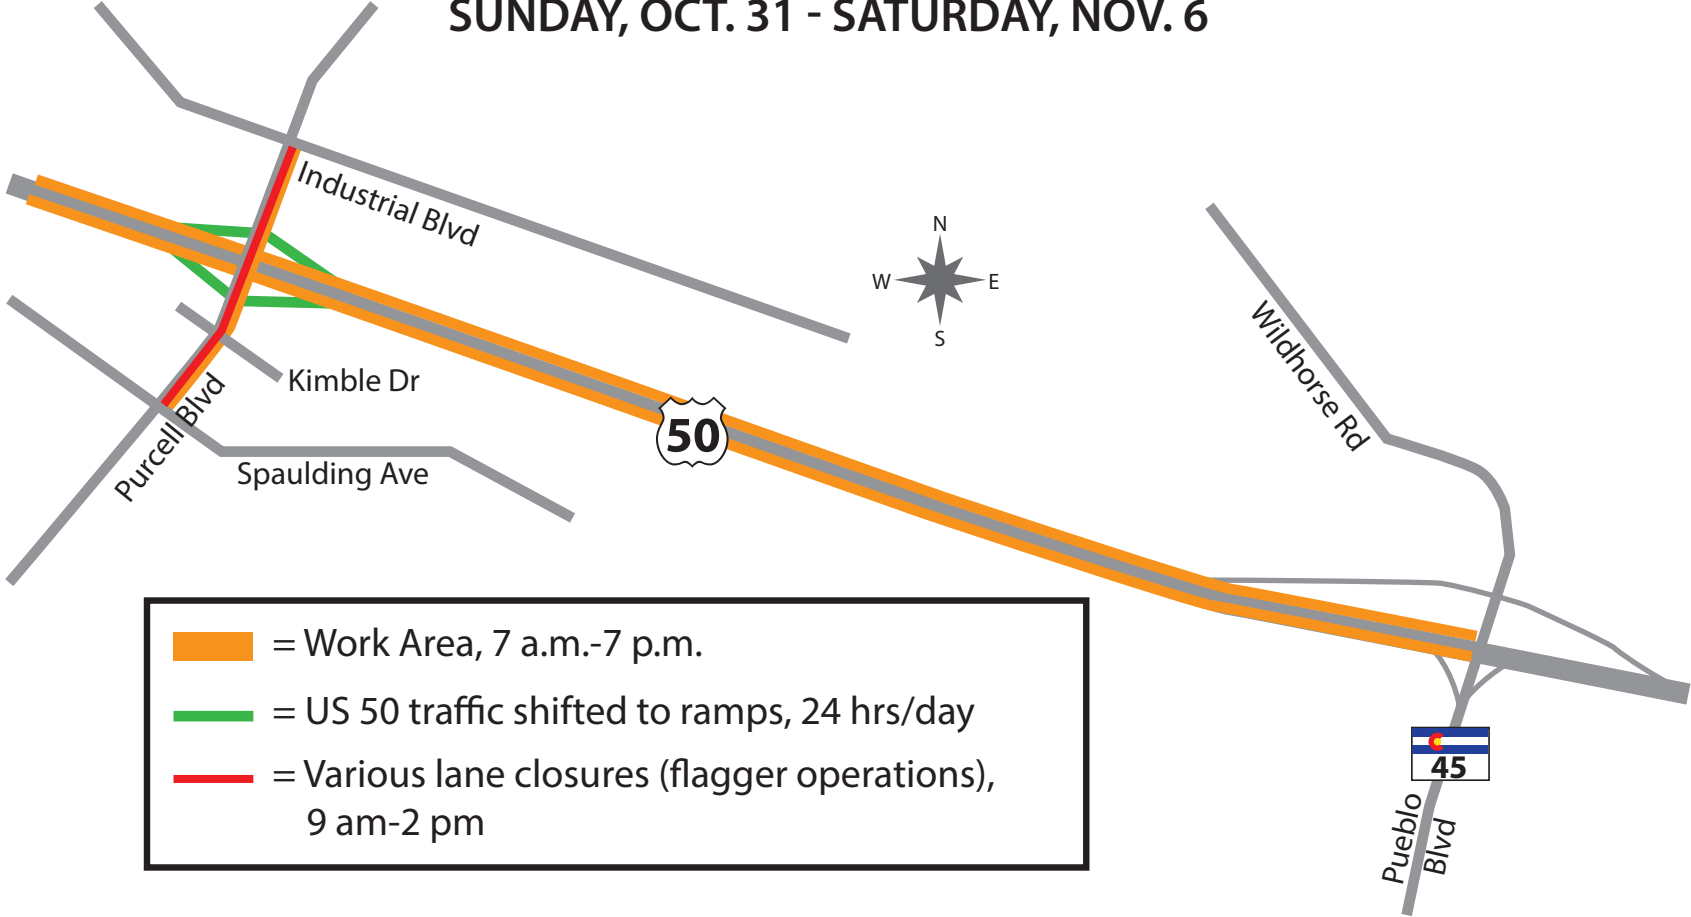 SUNDAY, OCT. 31 - SATURDAY, NOV. 6
Industrial Blvd
N
W
E
S
Wildhorse Rd
Kimble Dr
Purcell Blvd
50
Spaulding Ave
= Work Area, 7 a.m.-7 p.m.
= US 50 traffic shifted to ramps, 24 hrs/day
= Various lane closures (flagger operations),
9 am-2 pm
45
Pueblo
Blvd